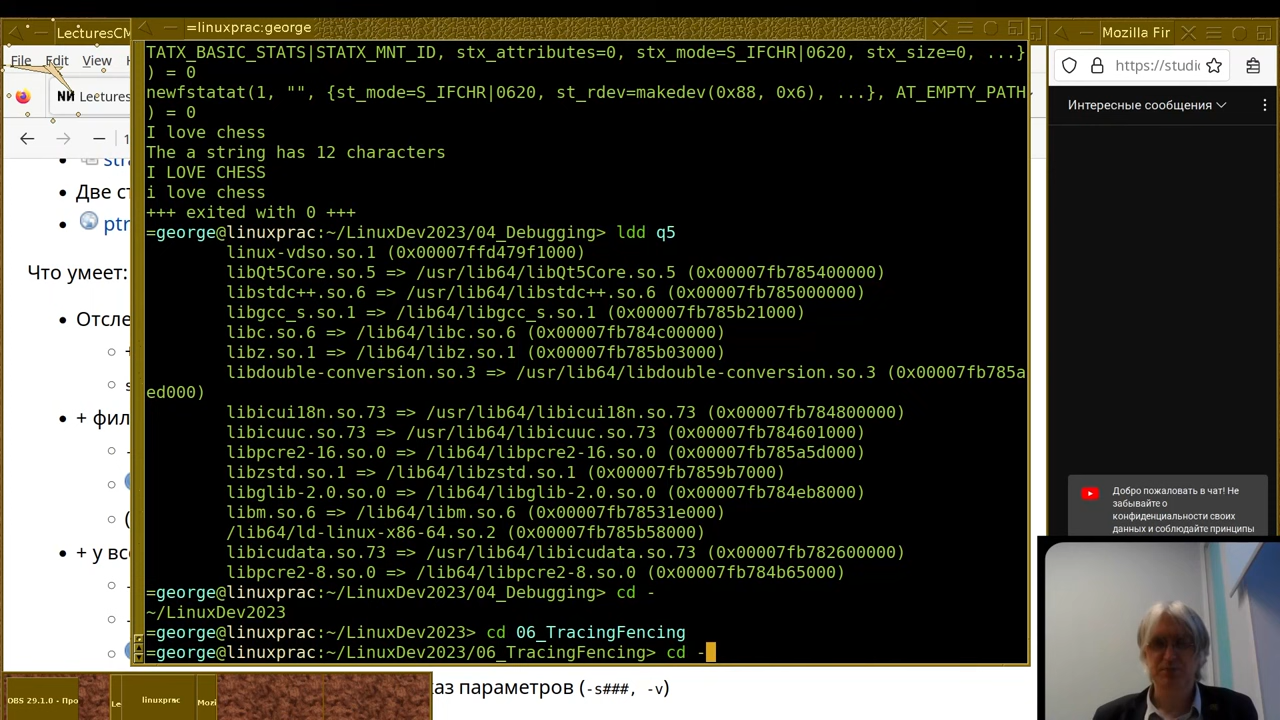 LecturesCM
=linuxprac:george
Mozilla Fir
File Edit View
https://studio
Lectures
Интересные сообщения
TATX_BASIC_STATS|STATX_MNT_ID, stx_attributes=0, stx_mode=S_IFCHR|0620, stx_size=0, ...}
) = 0
newfstatat(1, "", {st_mode=S_IFCHR|0620, st_rdev=makedev(0x88, 0x6), ...}, AT_EMPTY_PATH
) = 0
I love chess
The a string has 12 characters
I LOVE CHESS
i love chess
+++ exited with 0 +++
=george@linuxprac:~/LinuxDev2023/04_Debugging> ldd q5
linux-vdso.so.1 (0x00007ffd479f1000)
libQt5Core.so.5 => /usr/lib64/libQt5Core.so.5 (0x00007fb785400000)
libstdc++.so.6 => /usr/lib64/libstdc++.so.6 (0x00007fb785000000)
libgcc_s.so.1 => /lib64/libgcc_s.so.1 (0x00007fb785b21000)
libc.so.6 => /lib64/libc.so.6 (0x00007fb784c00000)
libz.so.1 => /lib64/libz.so.1 (0x00007fb785b03000)
libdouble-conversion.so.3 => /usr/lib64/libdouble-conversion.so.3 (0x00007fb785a
ed000)
libicui18n.so.73 => /usr/lib64/libicui18n.so.73 (0x00007fb784800000)
libicuuc.so.73 => /usr/lib64/libicuuc.so.73 (0x00007fb784601000)
libpcre2-16.so.0 => /usr/lib64/libpcre2-16.so.0 (0x00007fb785a5d000)
libzstd.so.1 => /lib64/libzstd.so.1 (0x00007fb7859b7000)
libglib-2.0.so.0 => /lib64/libglib-2.0.so.0 (0x00007fb784eb8000)
libm.so.6 => /lib64/libm.so.6 (0x00007fb78531e000)
/lib64/ld-linux-x86-64.so.2 (0x00007fb785b58000)
libicudata.so.73 => /usr/lib64/libicudata.so.73 (0x00007fb782600000)
libpcre2-8.so.0 => /lib64/libpcre2-8.so.0 (0x00007fb784b65000)
=george@linuxprac:~/LinuxDev2023/04_Debugging> cd -
~/LinuxDev2023
=george@linuxprac:~/LinuxDev2023> cd 06_TracingFencing
=george@linuxprac:~/LinuxDev2023/06_TracingFencing> cd -
stra
Две ст
ptr
Что умеет:
Отсле
+ фил
+ у все
каз параметров (-s###, -v)
Добро пожаловать в чат! Не
забывайте о
конфиденциальности своих
данных и соблюдайте принципы
DBS 29.1.0 - Про
Le
linuxprac
Mozi